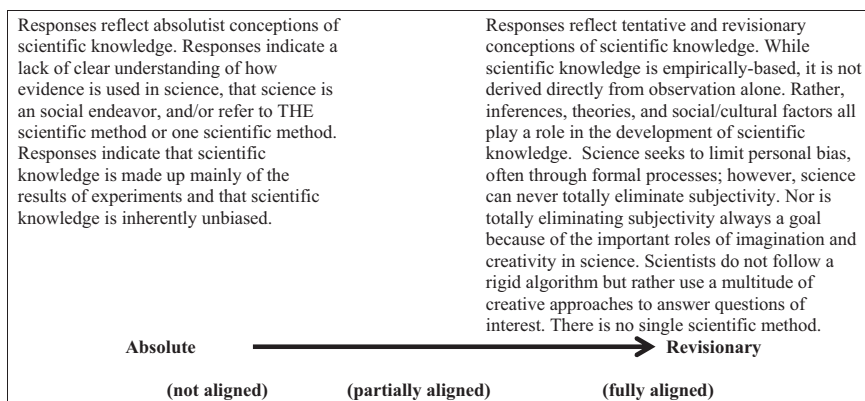 Responses reflect absolutist conceptions of
scientific knowledge. Responses indicate a
lack of clear understanding of how
evidence is used in science, that science is
an social endeavor, and/or refer to THE
scientific method or one scientific method.
Responses indicate that scientific
knowledge is made up mainly of the
results of experiments and that scientific
knowledge is inherently unbiased.
Responses reflect tentative and revisionary
conceptions of scientific knowledge. While
scientific knowledge is empirically-based, it is not
derived directly from observation alone. Rather,
inferences, theories, and social/cultural factors all
play a role in the development of scientific
knowledge. Science seeks to limit personal bias,
often through formal processes; however, science
can never totally eliminate subjectivity. Nor is
totally eliminating subjectivity always a goal
because of the important roles of imagination and
creativity in science. Scientists do not follow a
rigid algorithm but rather use a multitude of
creative approaches to answer questions of
interest. There is no single scientific method.
Absolute Revisionary
(not aligned) (partially aligned) (fully aligned)